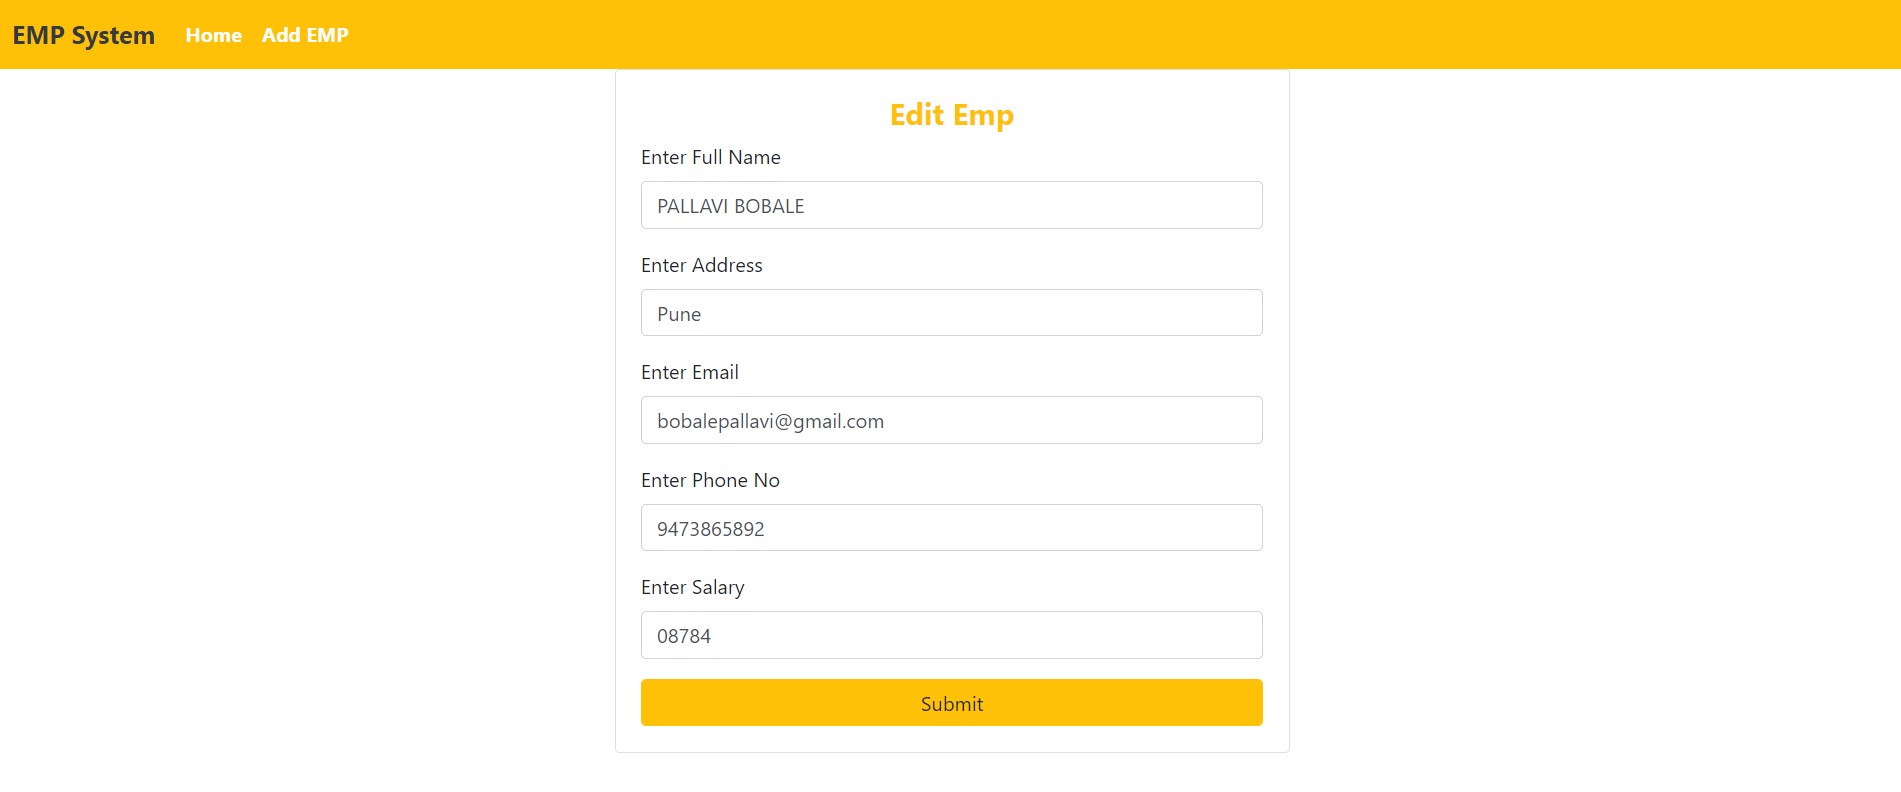 EMP System Home Add EMP
Edit Emp
Enter Full Name
PALLAVI BOBALE
Enter Address
Pune
Enter Email
bobalepallavi@gmail.com
Enter Phone No
9473865892
Enter Salary
08784
Submit